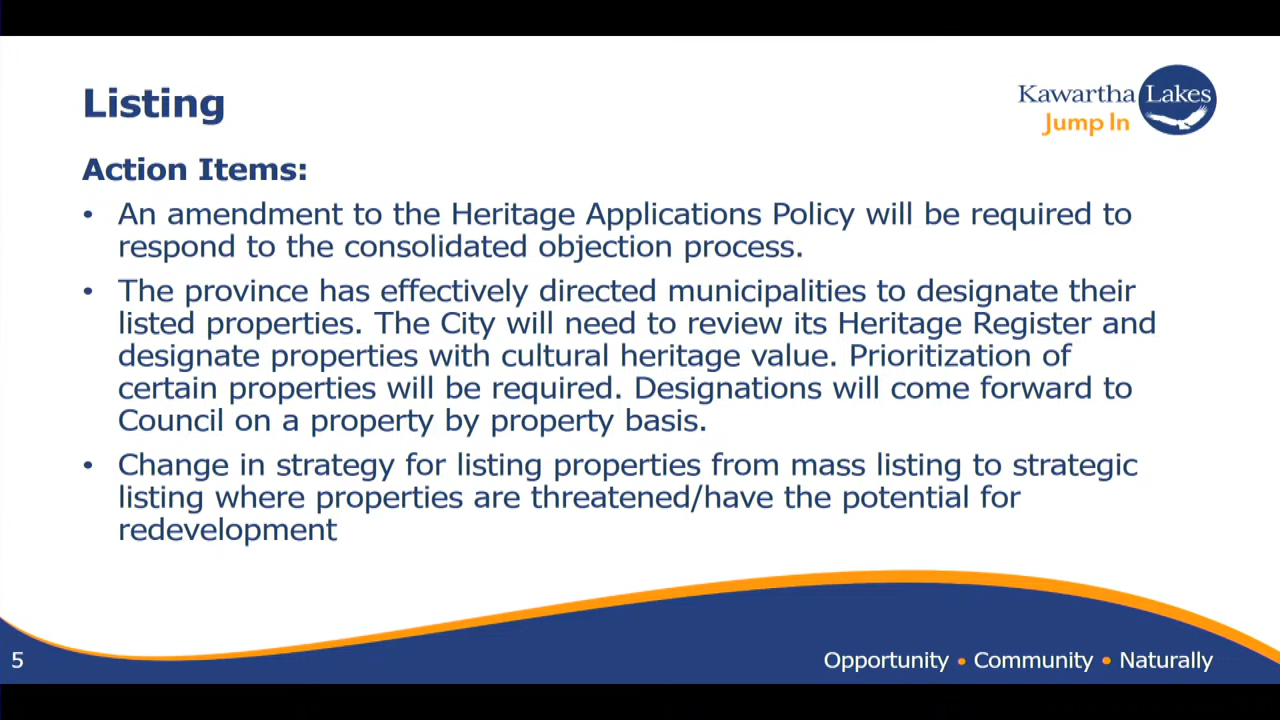 Listing
Kawartha Lakes
Jump In
Action Items:
• An amendment to the Heritage Applications Policy will be required to
respond to the consolidated objection process.
• The province has effectively directed municipalities to designate their
listed properties. The City will need to review its Heritage Register and
designate properties with cultural heritage value. Prioritization of
certain properties will be required. Designations will come forward to
Council on a property by property basis.
• Change in strategy for listing properties from mass listing to strategic
listing where properties are threatened/have the potential for
redevelopment
5
Opportunity • Community • Naturally